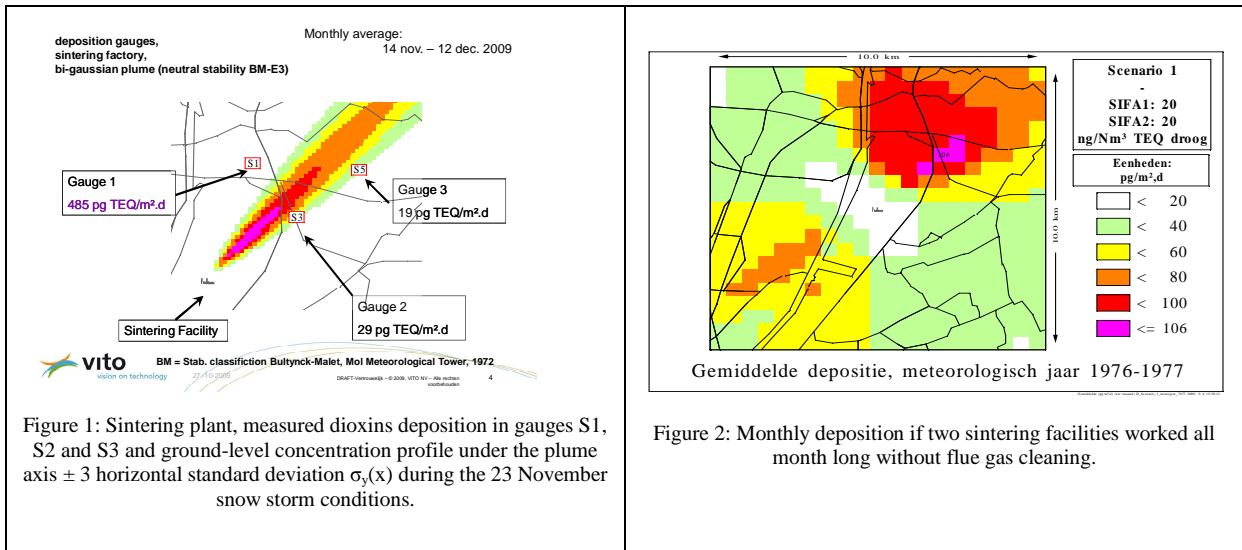 deposition gauges,
sintering factory,
bi-gaussian plume (neutral stability BM-E3)
Monthly average:
14 nov. – 12 dec. 2009
S1
S5
S3
Gauge 1
485 pg TEQ/m².d
Gauge 3
19 pg TEQ/m².d
Gauge 2
29 pg TEQ/m².d
Sintering Facility
vito
vision on technology
BM = Stab. classifiction Bultynck-Malet, Mol Meteorological Tower, 1972
27-10-2009
DRAFT-Vertrouwelijk – © 2009, VITO NV – Alle rechten
voorbehouden
4
Figure 1: Sintering plant, measured dioxins deposition in gauges S1,
S2 and S3 and ground-level concentration profile under the plume
axis ± 3 horizontal standard deviation σy(x) during the 23 November
snow storm conditions.
10.0 km
10.0 km
106
Scenario 1
-
SIFA1: 20
SIFA2: 20
ng/Nm³ TEQ droog
Eenheden:
pg/m²,d
< 20
< 40
< 60
< 80
< 100
<= 106
Gemiddelde depositie, meteorologisch jaar 1976-1977
Figure 2: Monthly deposition if two sintering facilities worked all
month long without flue gas cleaning.